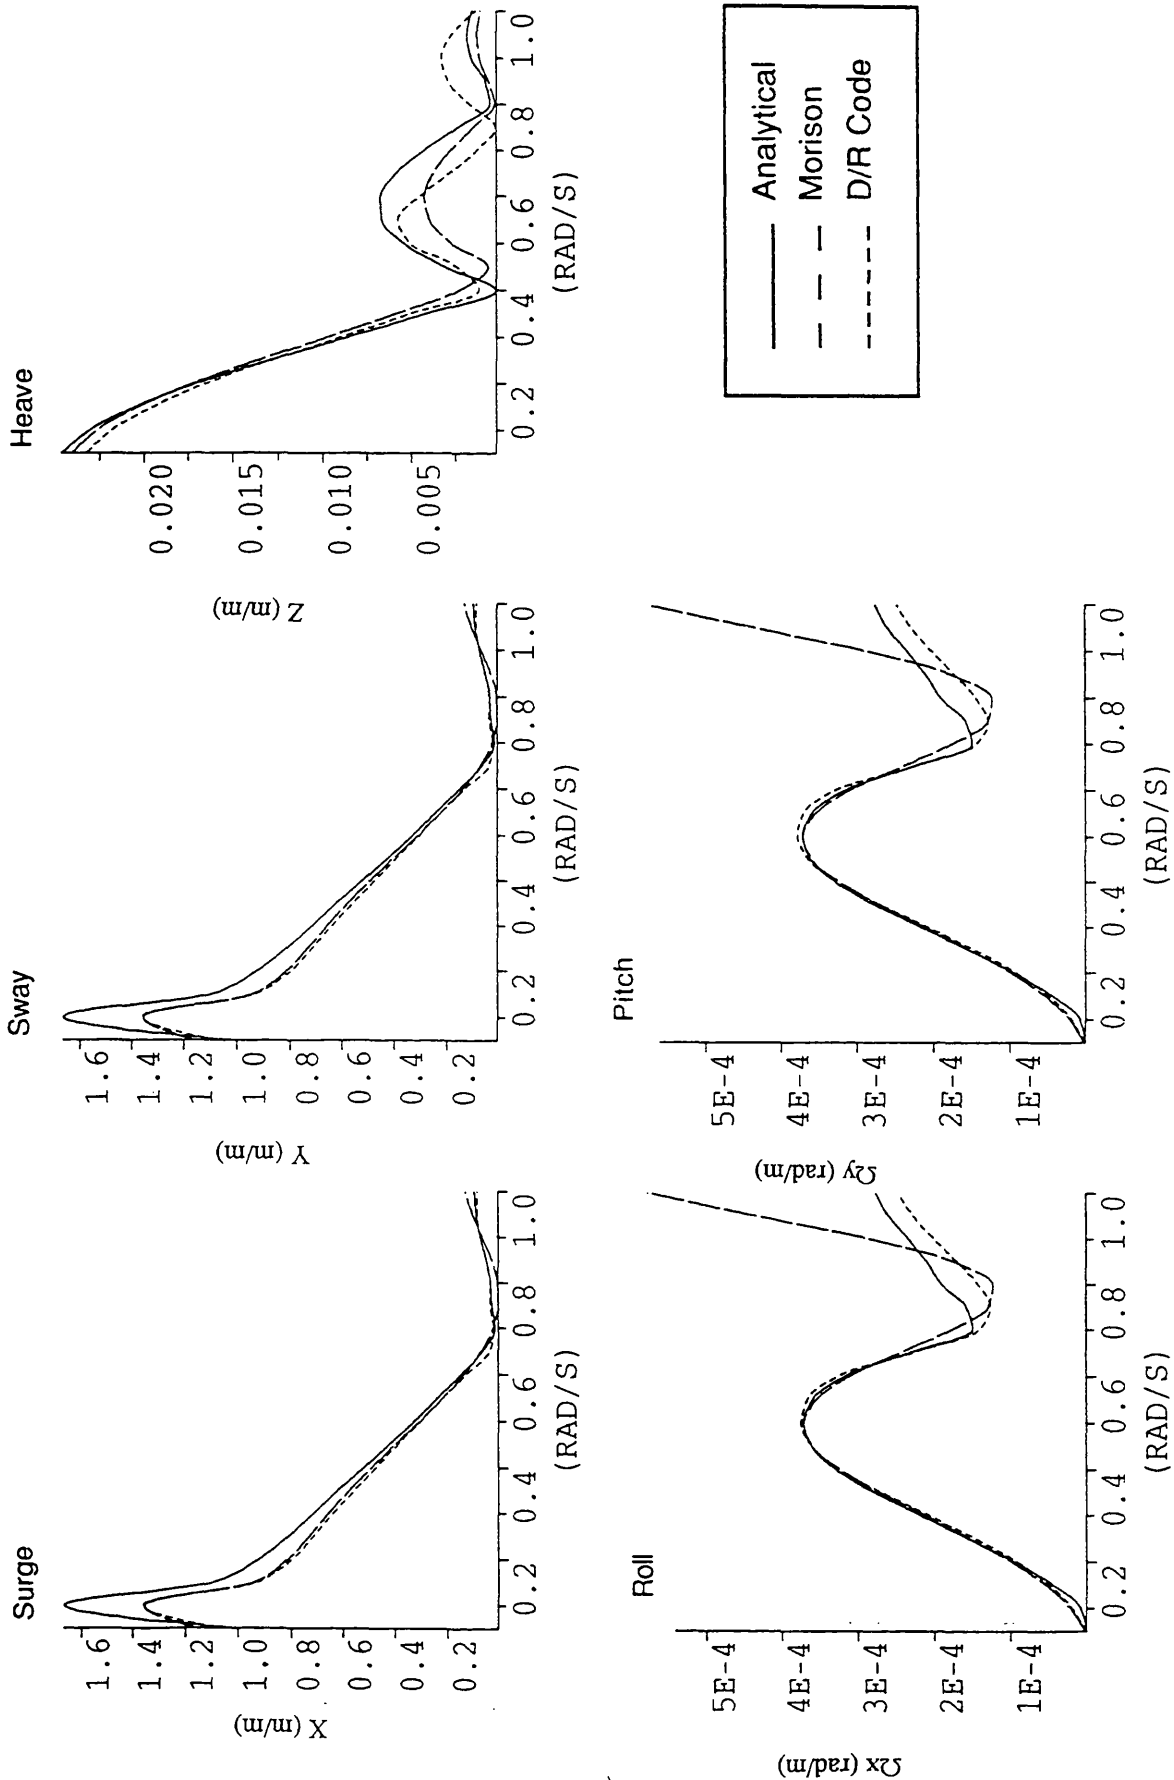 Surge
X (m/m)
1.6
1.4
1.2
1.0
0.8
0.6
0.4
0.2
0.2 0.4 0.6 0.8 1.0
(RAD/S)
Sway
Y (m/m)
1.6
1.4
1.2
1.0
0.8
0.6
0.4
0.2
0.2 0.4 0.6 0.8 1.0
(RAD/S)
Heave
Z (m/m)
0.020
0.015
0.010
0.005
0.2 0.4 0.6 0.8 1.0
(RAD/S)
Roll
Ωx (rad/m)
5E-4
4E-4
3E-4
2E-4
1E-4
0.2 0.4 0.6 0.8 1.0
(RAD/S)
Pitch
Ωy (rad/m)
5E-4
4E-4
3E-4
2E-4
1E-4
0.2 0.4 0.6 0.8 1.0
(RAD/S)
Analytical
Morison
D/R Code